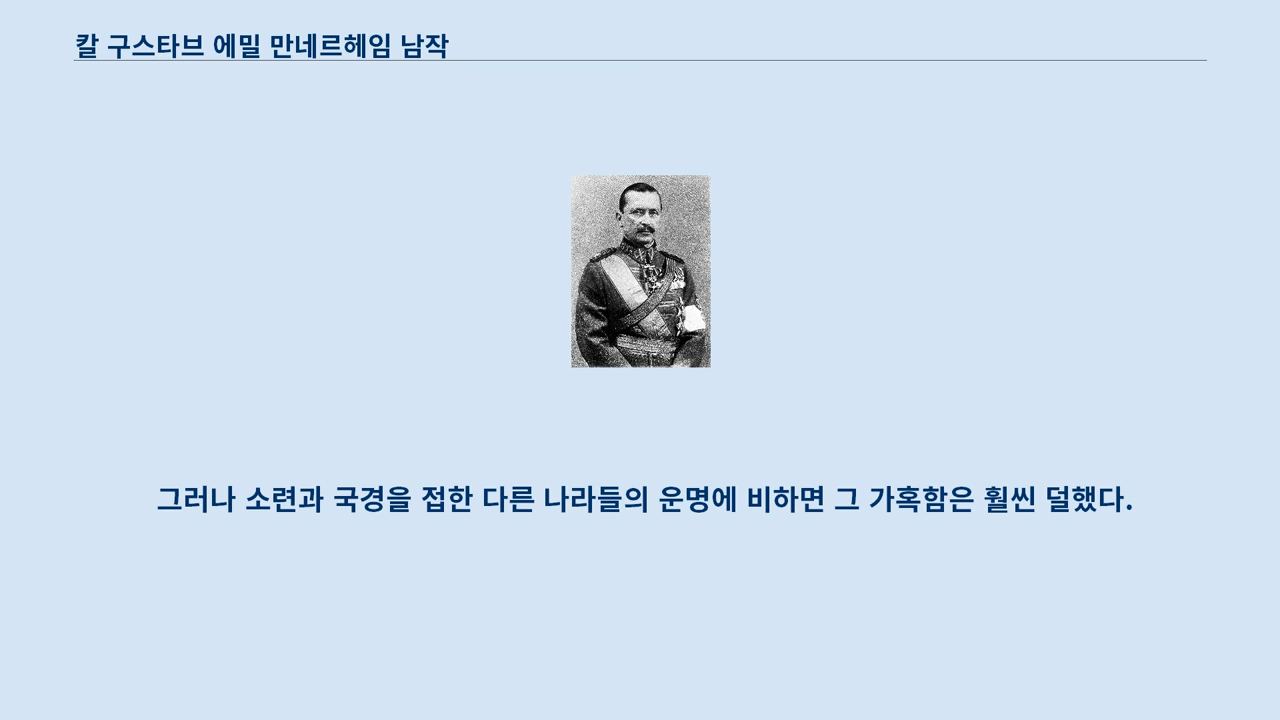 칼 구스타브 에밀 만네르헤임 남작
그러나 소련과 국경을 접한 다른 나라들의 운명에 비하면 그 가혹함은 훨씬 덜했다.